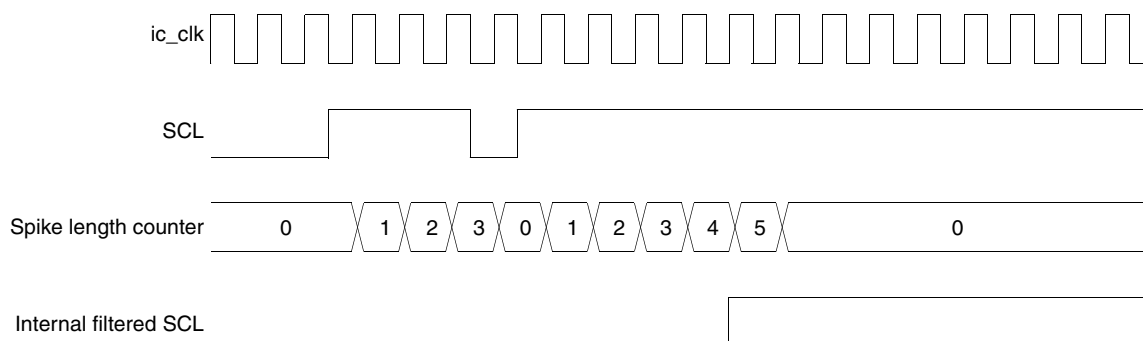 ic_clk
SCL
Spike length counter 0 1 2 3 0 1 2 3 4 5 0
Internal filtered SCL